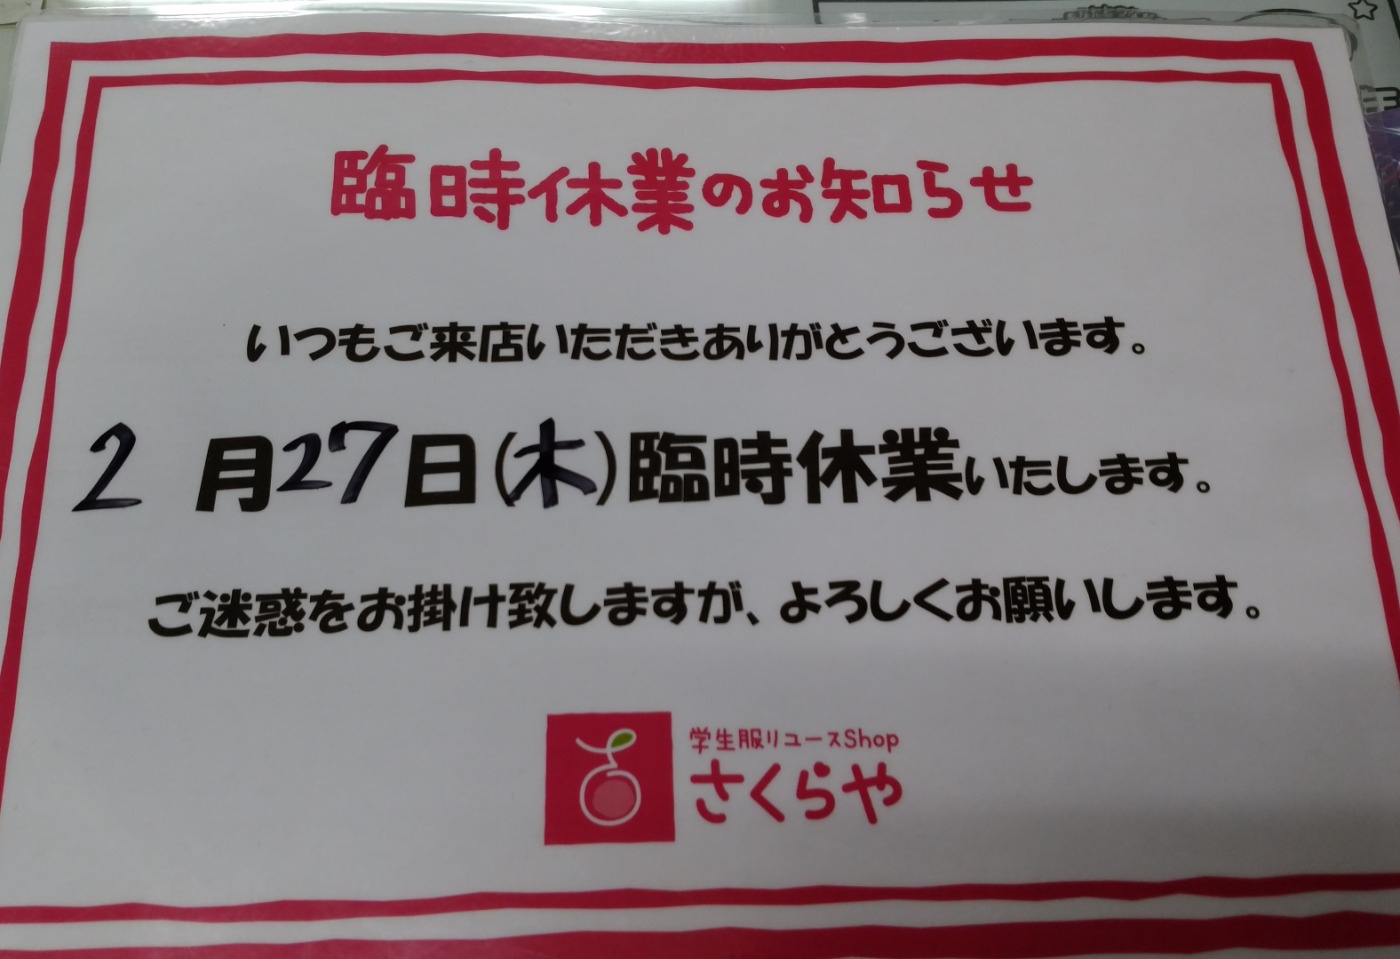 臨時休業のお知らせ
いつもご来店いただきありがとうございます。
2月27日(木)臨時休業いたします。
ご迷惑をお掛け致しますが、よろしくお願いします。
学生服リユースShop
さくらや